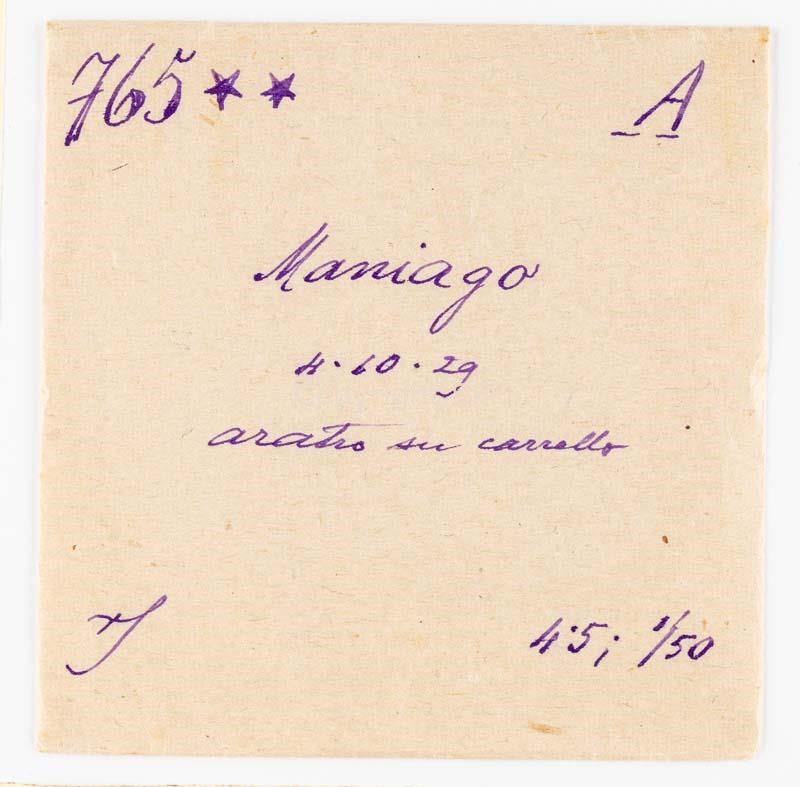 765 ★ ★ A
Maniago
4·10·29
aratro su carrello
4·5; 1/50